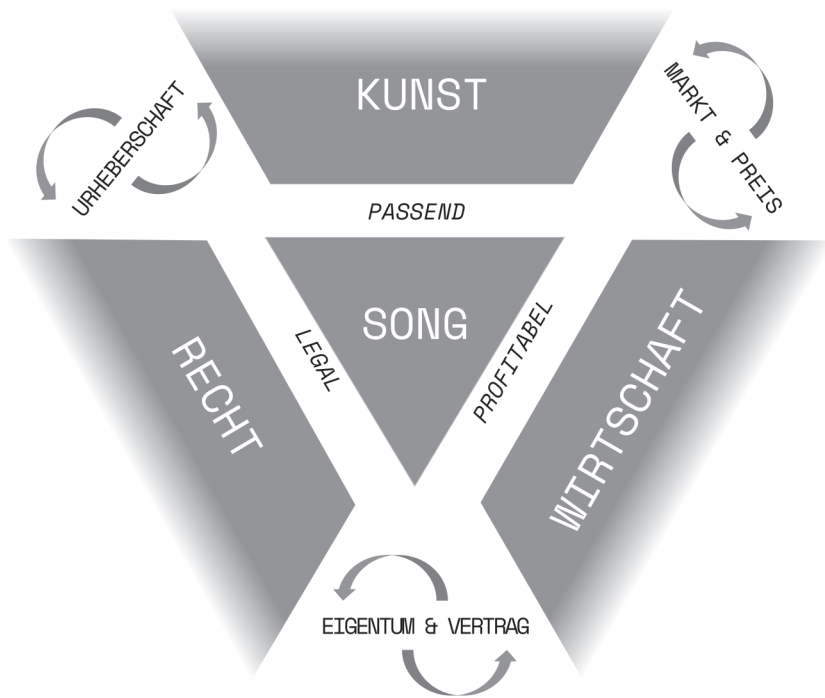 KUNST
URHEBERSCHAFT
MARKT & PREIS
PASSEND
SONG
LEGAL
PROFITABEL
RECHT
WIRTSCHAFT
EIGENTUM & VERTRAG